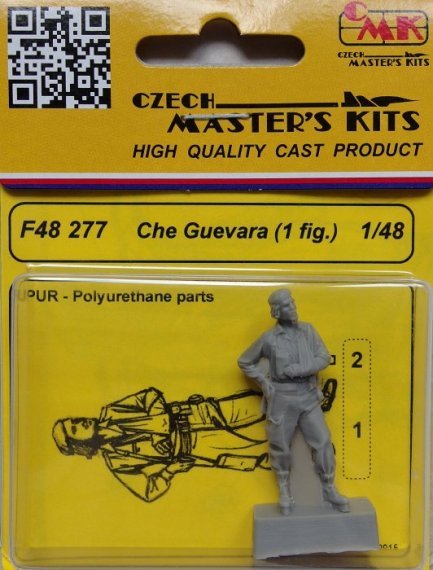 CMK
CZECH
MASTER'S KITS
CZECH
MASTER'S KITS
HIGH QUALITY CAST PRODUCT
F48 277 Che Guevara (1 fig.) 1/48
PUR - Polyurethane parts
2
1